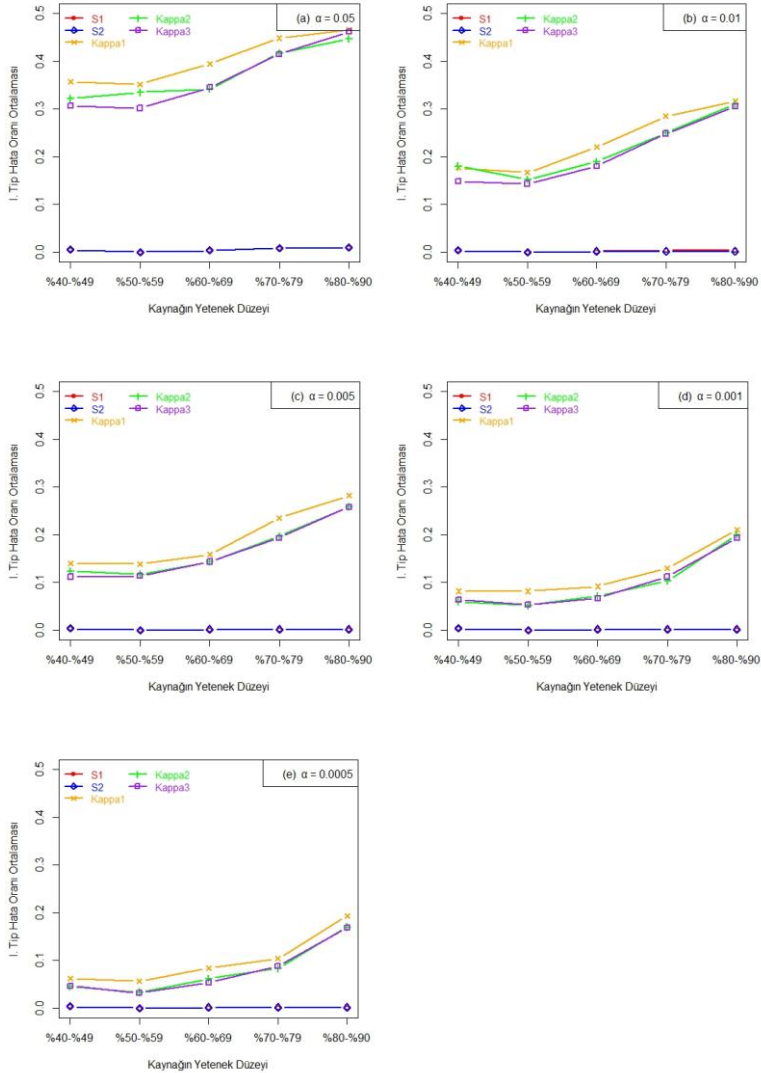 S1
S2
Kappa1
Kappa2
Kappa3
(a) α = 0.05
I. Tip Hata Oranı Ortalaması
0.5
0.4
0.3
0.2
0.1
0.0
%40-%49 %50-%59 %60-%69 %70-%79 %80-%90
Kaynağın Yetenek Düzeyi
S1
S2
Kappa1
Kappa2
Kappa3
(b) α = 0.01
I. Tip Hata Oranı Ortalaması
0.5
0.4
0.3
0.2
0.1
0.0
%40-%49 %50-%59 %60-%69 %70-%79 %80-%90
Kaynağın Yetenek Düzeyi
S1
S2
Kappa1
Kappa2
Kappa3
(c) α = 0.005
I. Tip Hata Oranı Ortalaması
0.5
0.4
0.3
0.2
0.1
0.0
%40-%49 %50-%59 %60-%69 %70-%79 %80-%90
Kaynağın Yetenek Düzeyi
S1
S2
Kappa1
Kappa2
Kappa3
(d) α = 0.001
I. Tip Hata Oranı Ortalaması
0.5
0.4
0.3
0.2
0.1
0.0
%40-%49 %50-%59 %60-%69 %70-%79 %80-%90
Kaynağın Yetenek Düzeyi
S1
S2
Kappa1
Kappa2
Kappa3
(e) α = 0.0005
I. Tip Hata Oranı Ortalaması
0.5
0.4
0.3
0.2
0.1
0.0
%40-%49 %50-%59 %60-%69 %70-%79 %80-%90
Kaynağın Yetenek Düzeyi